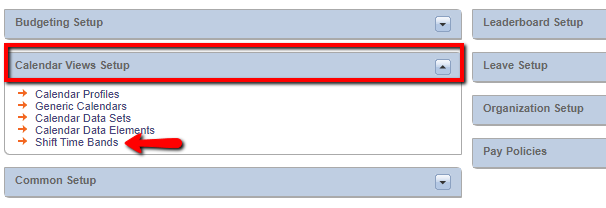 Budgeting Setup
Calendar Views Setup
Calendar Profiles
Generic Calendars
Calendar Data Sets
Calendar Data Elements
Shift Time Bands
Common Setup
Leaderboard Setup
Leave Setup
Organization Setup
Pay Policies